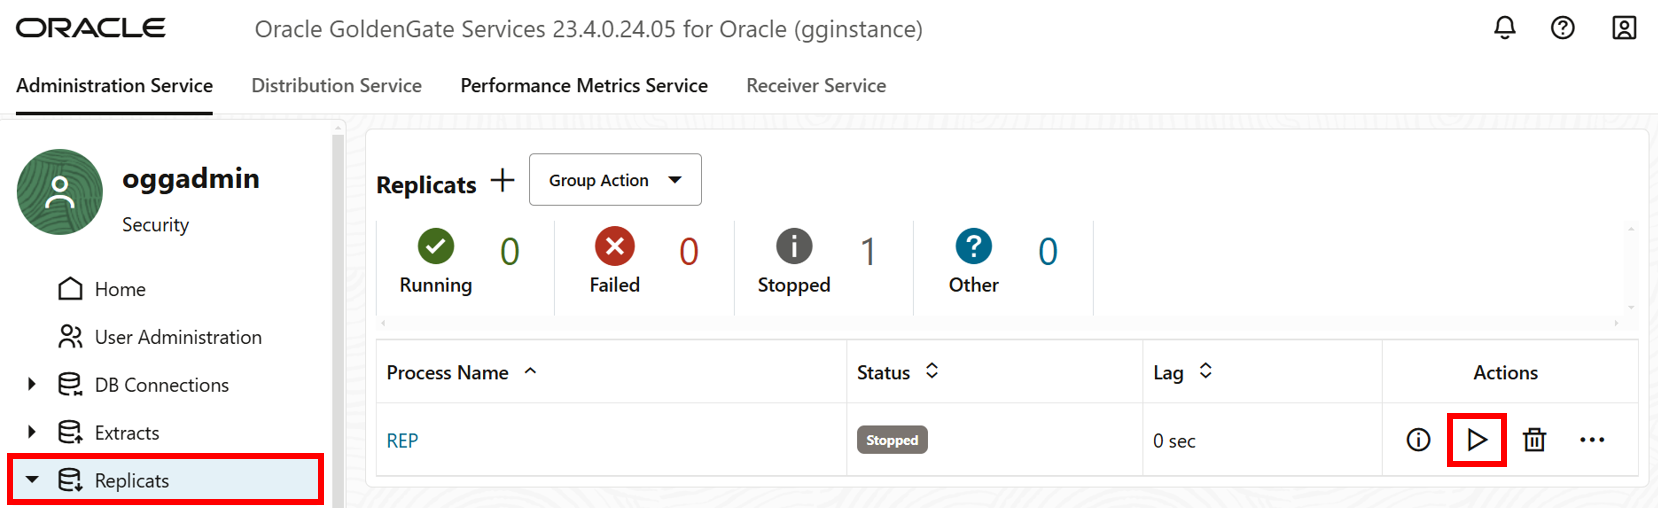 ORACLE
Oracle GoldenGate Services 23.4.0.24.05 for Oracle (gginstance)
Administration Service
Distribution Service
Performance Metrics Service
Receiver Service
oggadmin
Security
Home
User Administration
DB Connections
Extracts
Replicats
Replicats
Group Action
0
Running
0
Failed
1
Stopped
0
Other
Process Name
Status
Lag
Actions
REP
Stopped
0 sec